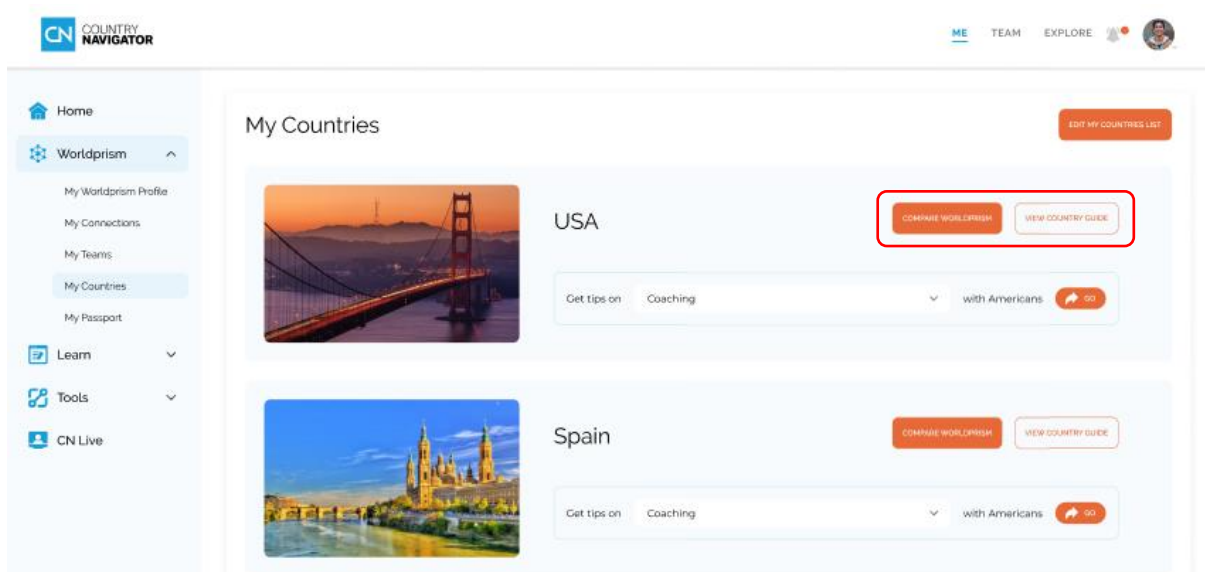 CN COUNTRY NAVIGATOR
ME TEAM EXPLORE
Home
Worldprism
My Worldprism Profile
My Connections
My Teams
My Countries
My Passport
Learn
Tools
CN Live
My Countries
EDIT MY COUNTRIES LIST
USA
COMPARE WORLDPRISM
VIEW COUNTRY GUIDE
Get tips on Coaching with Americans GO
Spain
COMPARE WORLDPRISM
VIEW COUNTRY GUIDE
Get tips on Coaching with Americans GO